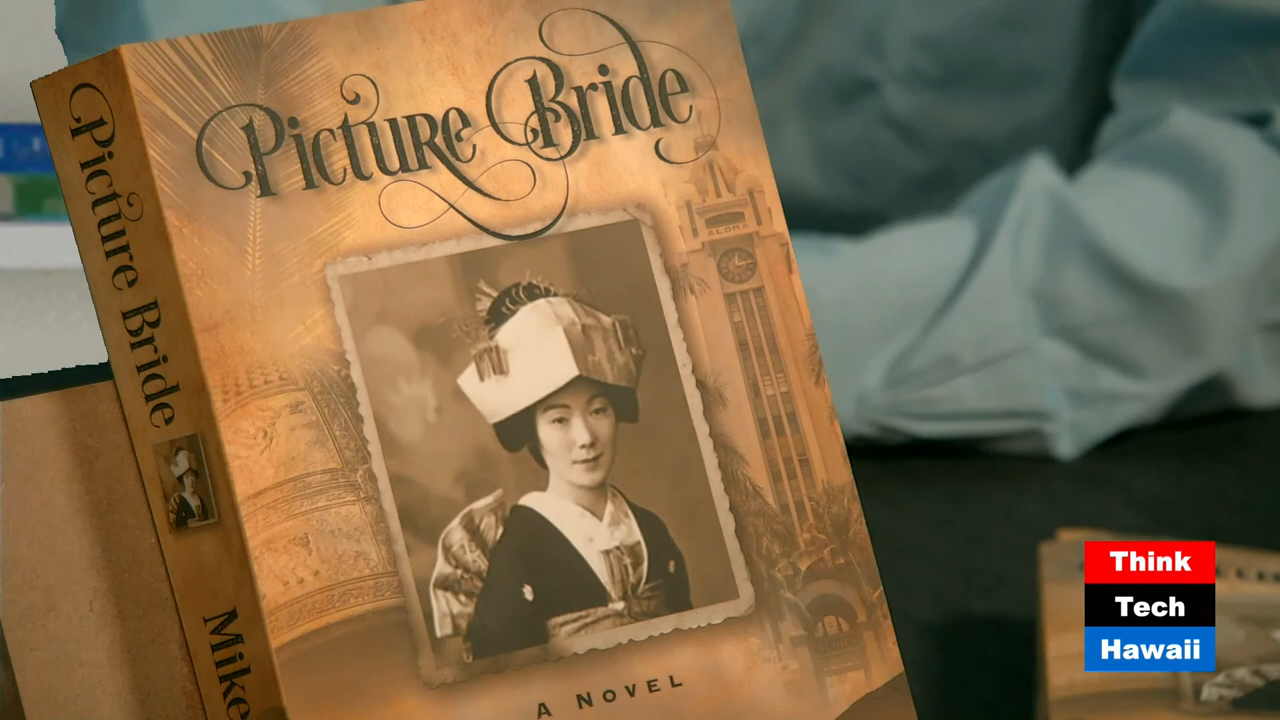 Picture Bride
ALOHA
A NOVEL
Picture Bride
Mike
Think
Tech
Hawaii